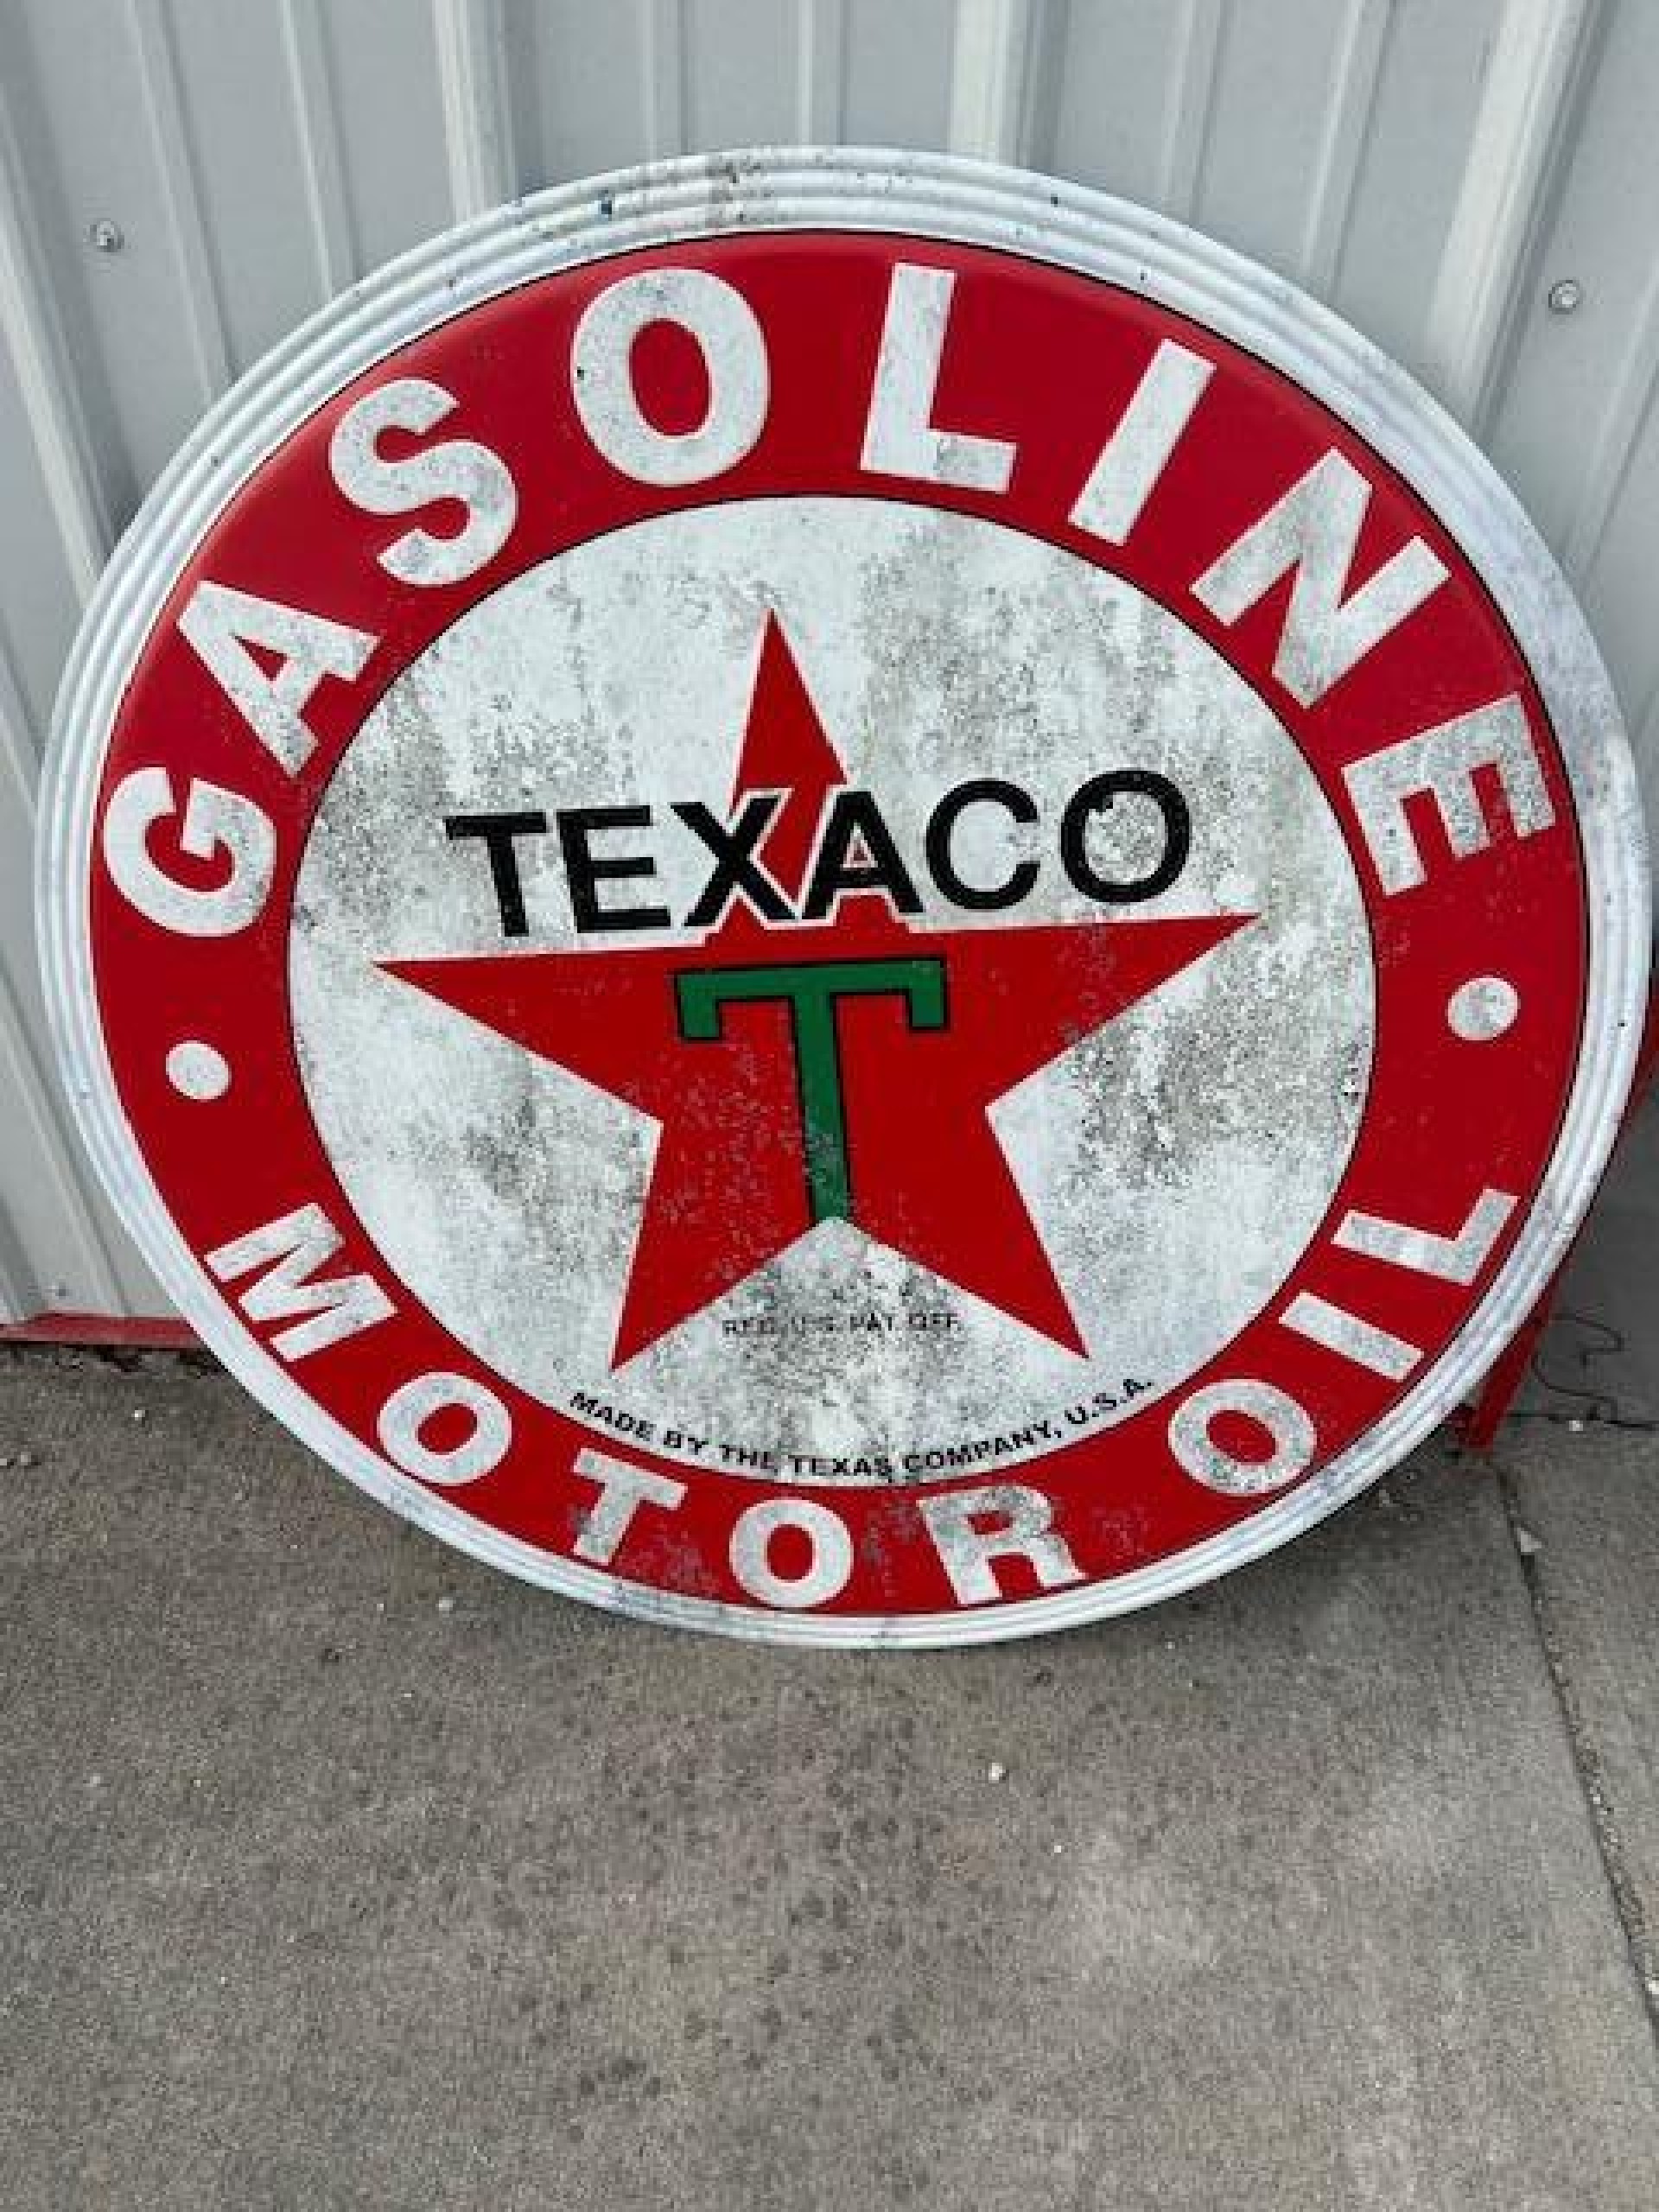 GASOLINE
TEXACO
T
REG. U.S. PAT. OFF.
MADE BY THE TEXAS COMPANY, U.S.A.
• MOTOR OIL •